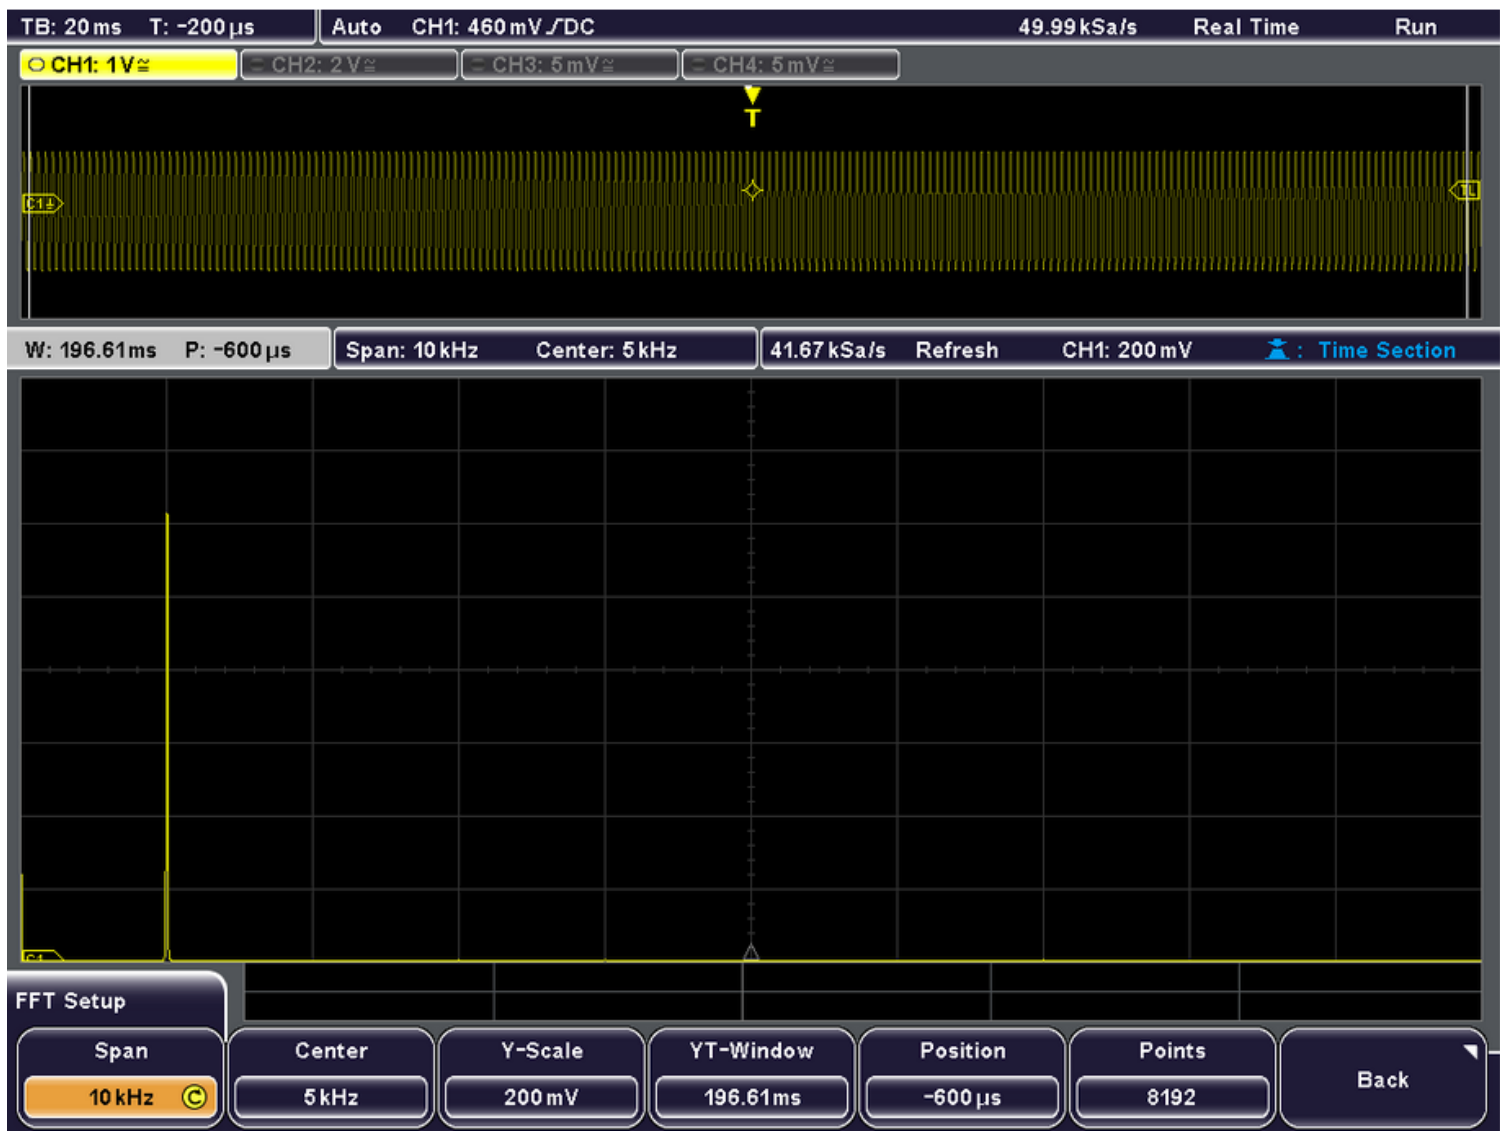 TB: 20 ms T: -200 µs Auto CH1: 460 mV DC 49.99 kSa/s Real Time Run
CH1: 1 V≅ CH2: 2 V≅ CH3: 5 mV≅ CH4: 5 mV≅
T
C1 TL
W: 196.61 ms P: -600 µs Span: 10 kHz Center: 5 kHz 41.67 kSa/s Refresh CH1: 200 mV : Time Section
C1
FFT Setup
Span Center Y-Scale YT-Window Position Points Back
10 kHz C 5 kHz 200 mV 196.61 ms -600 µs 8192